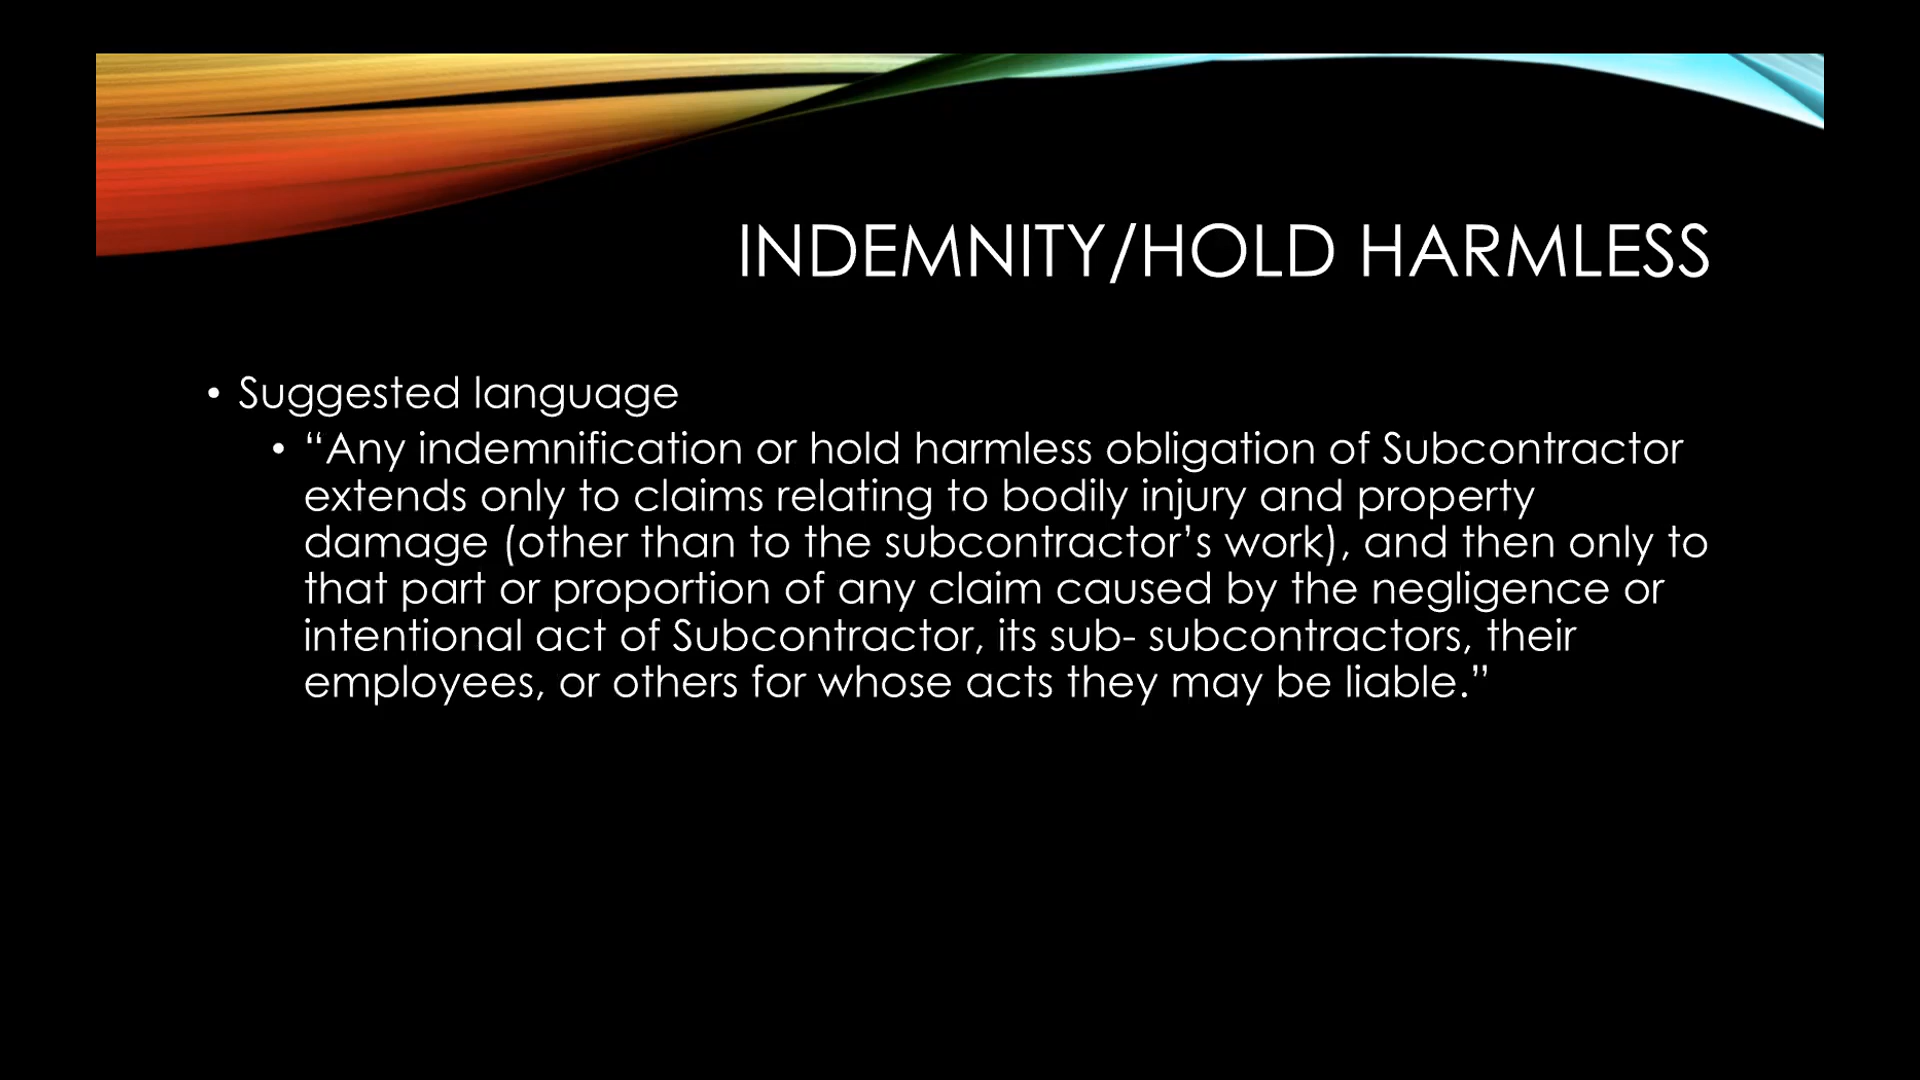 INDEMNITY/HOLD HARMLESS
• Suggested language
• “Any indemnification or hold harmless obligation of Subcontractor
extends only to claims relating to bodily injury and property
damage (other than to the subcontractor’s work), and then only to
that part or proportion of any claim caused by the negligence or
intentional act of Subcontractor, its sub- subcontractors, their
employees, or others for whose acts they may be liable.”